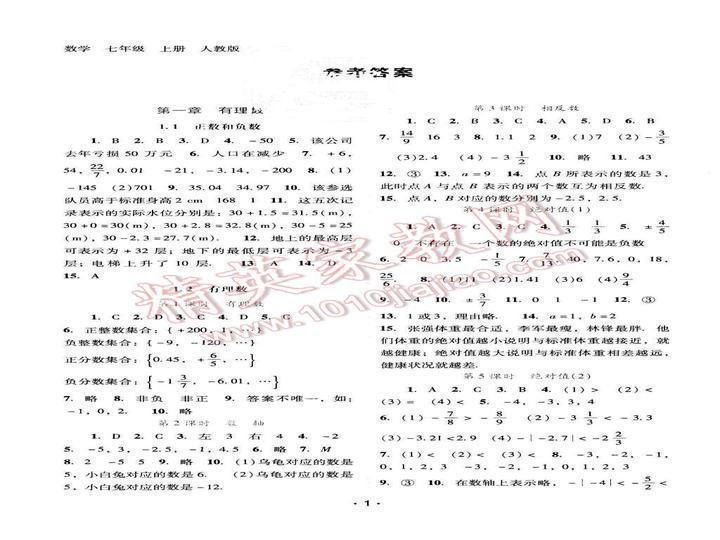 数学 七年级 上册 人教版
参考答案
第一章 有理数
1.1 正数和负数
1. B 2. B 3. D 4. -50 5. 该公司
去年亏损 50 万元 6. 人口在减少 7. +6,
54, 22/7, 0.01 -21, -3.14, -200 8. (1)
-145 (2)701 9. 35.04 34.97 10. 该参选
队员高于标准身高 2 cm 168 1 11. 这五次记
录表示的实际水位分别是: 30+1.5=31.5(m),
30+0=30(m), 30+2.8=32.8(m), 30-5=25
(m), 30-2.3=27.7(m). 12. 地上的最高层
可表示为+32层; 地下的最低层可表示为-3
层; 电梯上升了 10 层. 13. A 14. D
15. A
1.2 有理数
第1课时 有理数
1. C 2. D 3. C 4. D 5. C
6. 正整数集合: {+200, 1, …}
负整数集合: {-9, -120, …}
正分数集合: {0.45, +6/5, …}
负分数集合: {-1 3/7, -6.01, …}
7. 略 8. 非负 非正 9. 答案不唯一, 如:
-1, 0, 2. 10. 略
第2课时 数 轴
1. D 2. C 3. 左 3 右 4 4. -2
5. -5, 3, -2.5, -1, 4.5 6. 略 7. M
8. 2 -5 5 9. 略 10. (1)乌龟对应的数是
5, 小白兔对应的数是 6. (2)乌龟对应的数是
5, 小白兔对应的数是-12.
第3课时 相反数
1. C 2. B 3. C 4. A 5. D 6. B
7. 14/9 16 3 8. 1.1 2 9. (1)7 (2)-3/5
(3)2.4 (4)-3 1/2 10. 略 11. 43
12. ③ 13. a=9 14. 点 B 所表示的数是 3,
此时点 A 与点 B 表示的两个数互为相反数.
15. 点 A, B 对应的数分别为-2.5, 2.5.
第4课时 绝对值(1)
1. A 2. C 3. C 4. 1/3 5. ±4/5
0 不存在 一个数的绝对值不可能是负数
6. 2 0 3.5 -5 7. 7.6, 0, 18,
25/6 8. (1)11 (2)1.41 (3)6 (4)9/4
9. -4 10. ±3/7 11. 0 1 -1 12. ③
13. 1 或 3, 理由略. 14. a=1, b=2
15. 张强体重最合适, 李军最瘦, 林锋最胖. 他
们体重的绝对值越小说明与标准体重越接近, 就
越健康; 绝对值越大说明与标准体重相差越远,
健康状况就越差.
第5课时 绝对值(2)
1. A 2. C 3. B 4. (1)> (2)<
(3)= (4)< 5. -4, -3, 3, 4
6. (1)-7/8>-8/9 (2)-3 1/3<-3.3
(3)-3.21<2.9 (4)-|-2.7|<-2 2/3
7. (1)< (2)< (3)< 8. -3, -2, -1,
0, 1, 2, 3 -3, -2, -1, 0 0, 1, 2, 3
9. ③ 10. 在数轴上表示略, -|-4|<-5/2<
· 1 ·
精英家教网
www.1010jiajiao.com